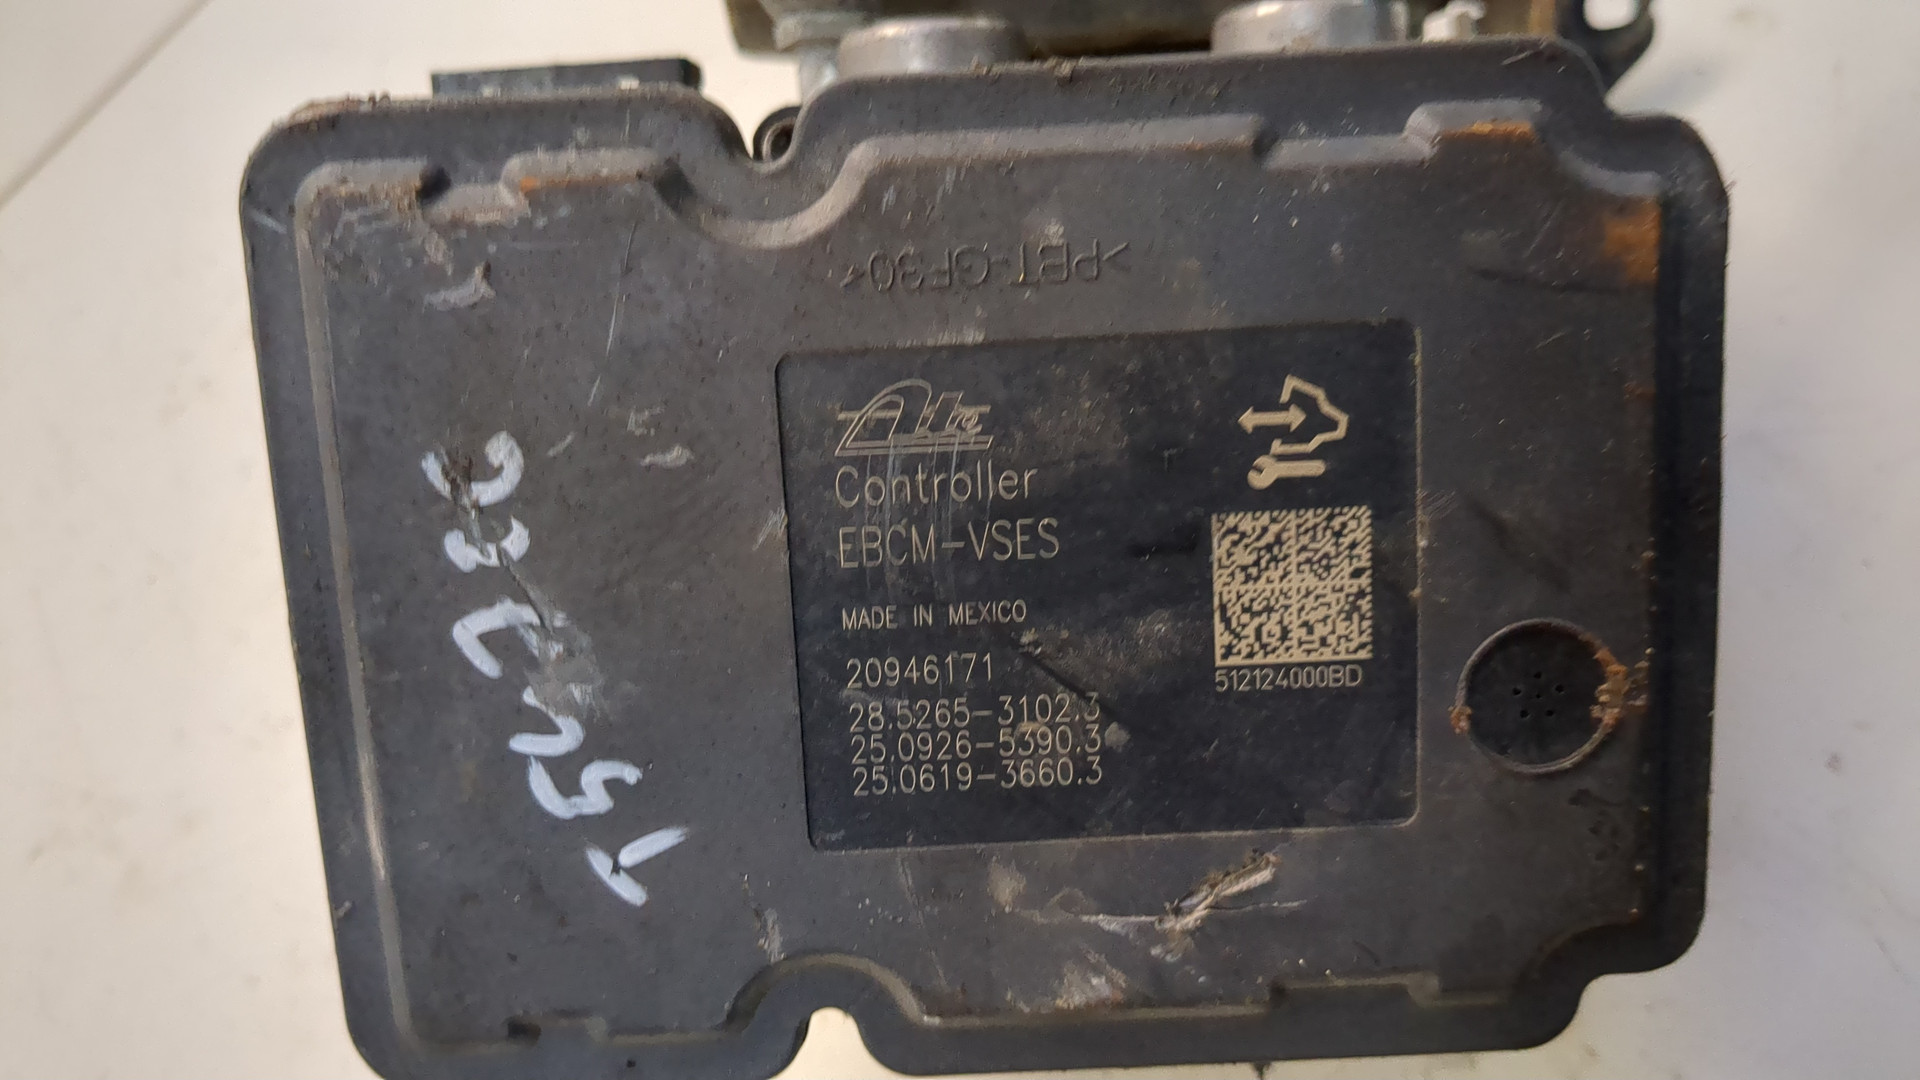 >PBT-GF30<
Ate
Controller
EBCM-VSES
MADE IN MEXICO
20946171
28.5265-3102.3
25.0926-5390.3
25.0619-3660.3
512124000BD